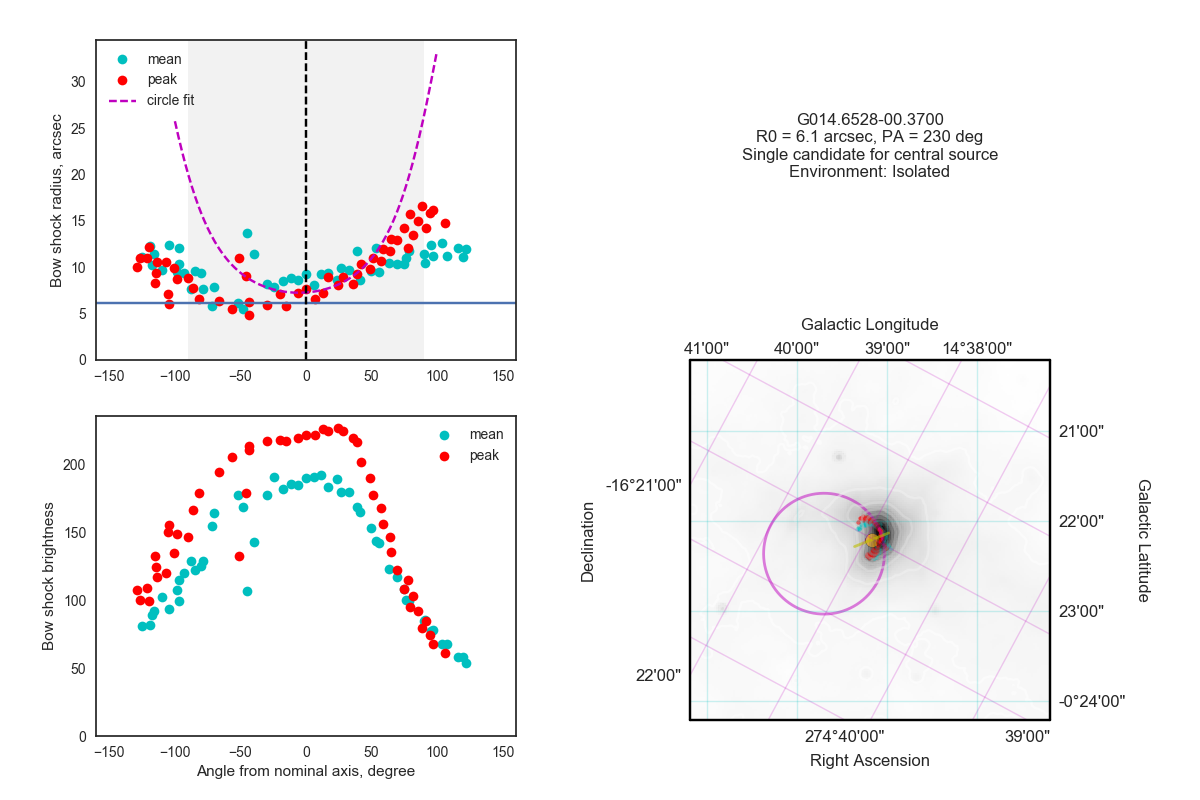 mean
peak
circle fit
Bow shock radius, arcsec
30
25
20
15
10
5
0
−150
−100
−50
0
50
100
150
G014.6528-00.3700
R0 = 6.1 arcsec, PA = 230 deg
Single candidate for central source
Environment: Isolated
mean
peak
Bow shock brightness
200
150
100
50
0
−150
−100
−50
0
50
100
150
Angle from nominal axis, degree
Galactic Longitude
41'00"
40'00"
39'00"
14°38'00"
-16°21'00"
22'00"
Declination
21'00"
22'00"
23'00"
-0°24'00"
Galactic Latitude
274°40'00"
39'00"
Right Ascension